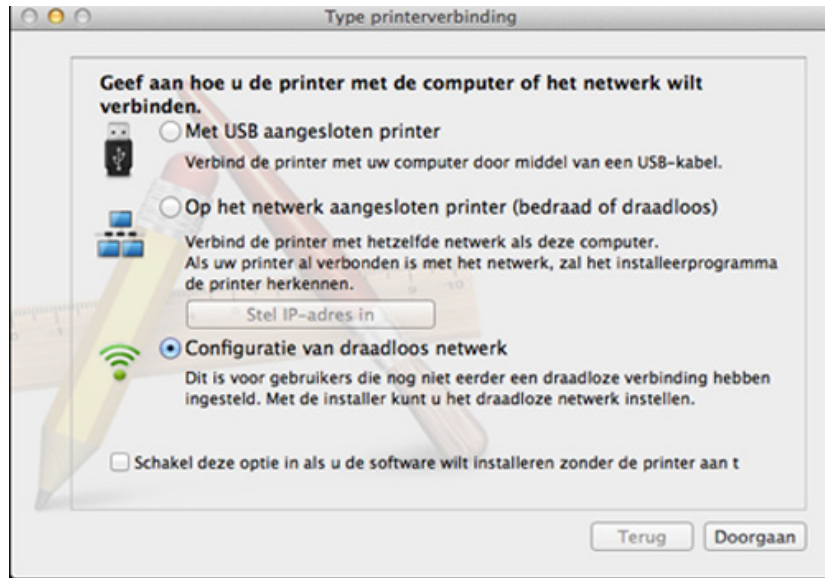 Type printerverbinding
Geef aan hoe u de printer met de computer of het netwerk wilt
verbinden.
Met USB aangesloten printer
Verbind de printer met uw computer door middel van een USB-kabel.
Op het netwerk aangesloten printer (bedraad of draadloos)
Verbind de printer met hetzelfde netwerk als deze computer.
Als uw printer al verbonden is met het netwerk, zal het installeerprogramma
de printer herkennen.
Stel IP-adres in
Configuratie van draadloos netwerk
Dit is voor gebruikers die nog niet eerder een draadloze verbinding hebben
ingesteld. Met de installer kunt u het draadloze netwerk instellen.
Schakel deze optie in als u de software wilt installeren zonder de printer aan t
Terug
Doorgaan